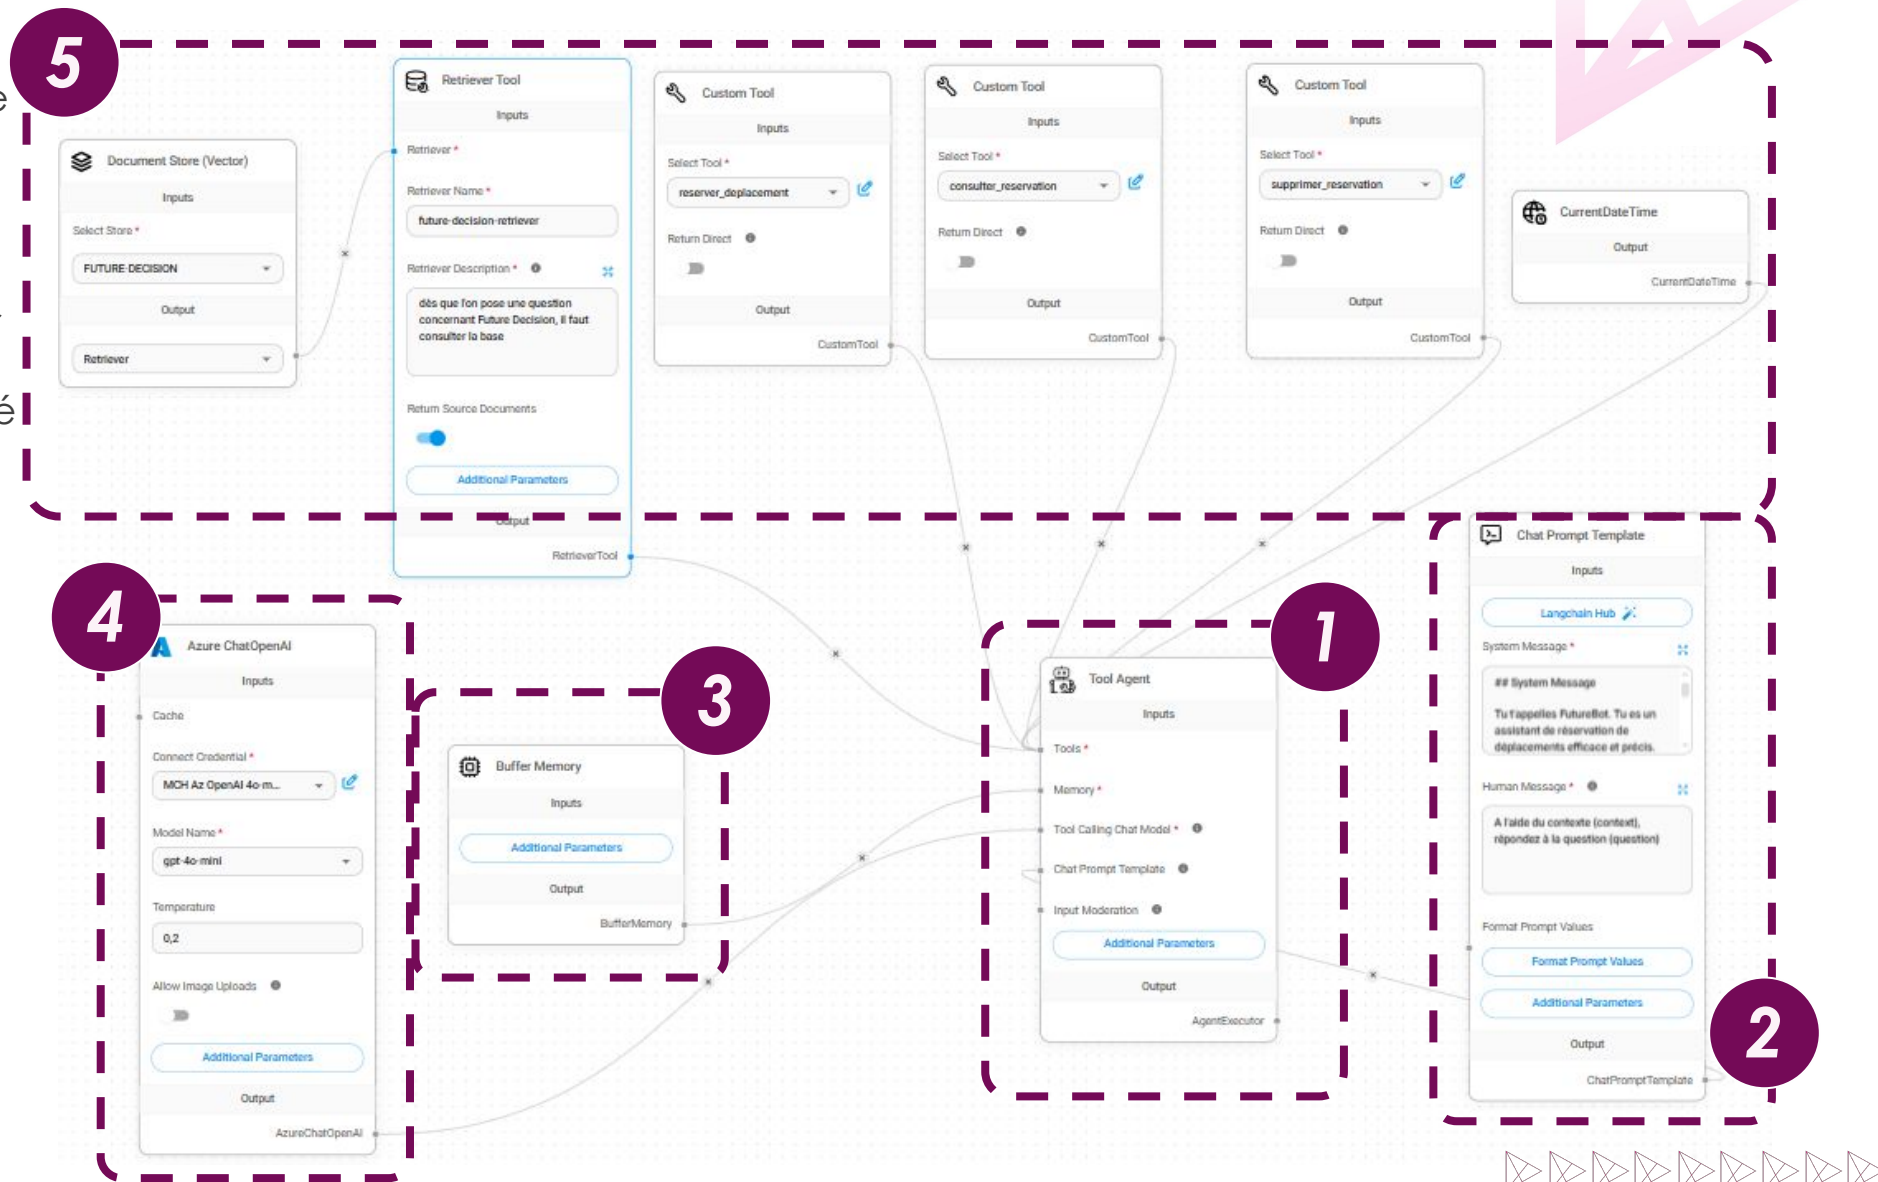 5
e
é
Document Store (Vector)
Inputs
Select Store *
FUTURE-DECISION
Output
Retriever
Retriever Tool
Inputs
Retriever *
Retriever Name *
future-decision-retriever
Retriever Description *
dès que l'on pose une question
concernant Future Decision, il faut
consulter la base
Return Source Documents
Additional Parameters
Output
RetrieverTool
Custom Tool
Inputs
Select Tool *
reserver_deplacement
Return Direct
Output
CustomTool
Custom Tool
Inputs
Select Tool *
consulter_reservation
Return Direct
Output
CustomTool
Custom Tool
Inputs
Select Tool *
supprimer_reservation
Return Direct
Output
CustomTool
CurrentDateTime
Output
CurrentDateTime
4
Azure ChatOpenAI
Inputs
Cache
Connect Credential *
MCH Az OpenAI 4o-m...
Model Name *
gpt-4o-mini
Temperature
0,2
Allow Image Uploads
Additional Parameters
Output
AzureChatOpenAI
3
Buffer Memory
Inputs
Additional Parameters
Output
BufferMemory
1
Tool Agent
Inputs
Tools *
Memory *
Tool Calling Chat Model *
Chat Prompt Template
Input Moderation
Additional Parameters
Output
AgentExecutor
Chat Prompt Template
Inputs
Langchain Hub
System Message *
## System Message
Tu t'appelles FutureBot. Tu es un
assistant de réservation de
déplacements efficace et précis.
Human Message *
A l'aide du contexte (context),
répondez à la question (question)
Format Prompt Values
Format Prompt Values
Additional Parameters
2
Output
ChatPromptTemplate